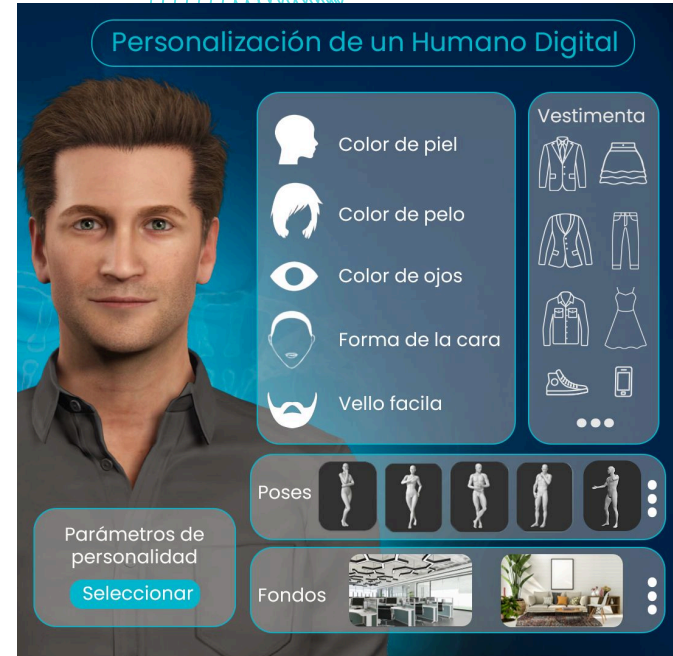 Personalización de un Humano Digital
Color de piel
Color de pelo
Color de ojos
Forma de la cara
Vello facila
Vestimenta
Poses
Fondos
Parámetros de
personalidad
Seleccionar